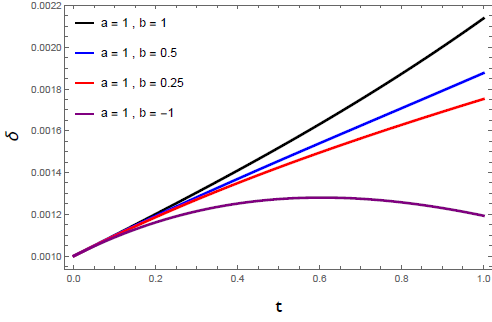 0.0022
a = 1 , b = 1
0.0020
a = 1 , b = 0.5
a = 1 , b = 0.25
0.0018
a = 1 , b = −1
δ
0.0016
0.0014
0.0012
0.0010
0.0 0.2 0.4 0.6 0.8 1.0
t